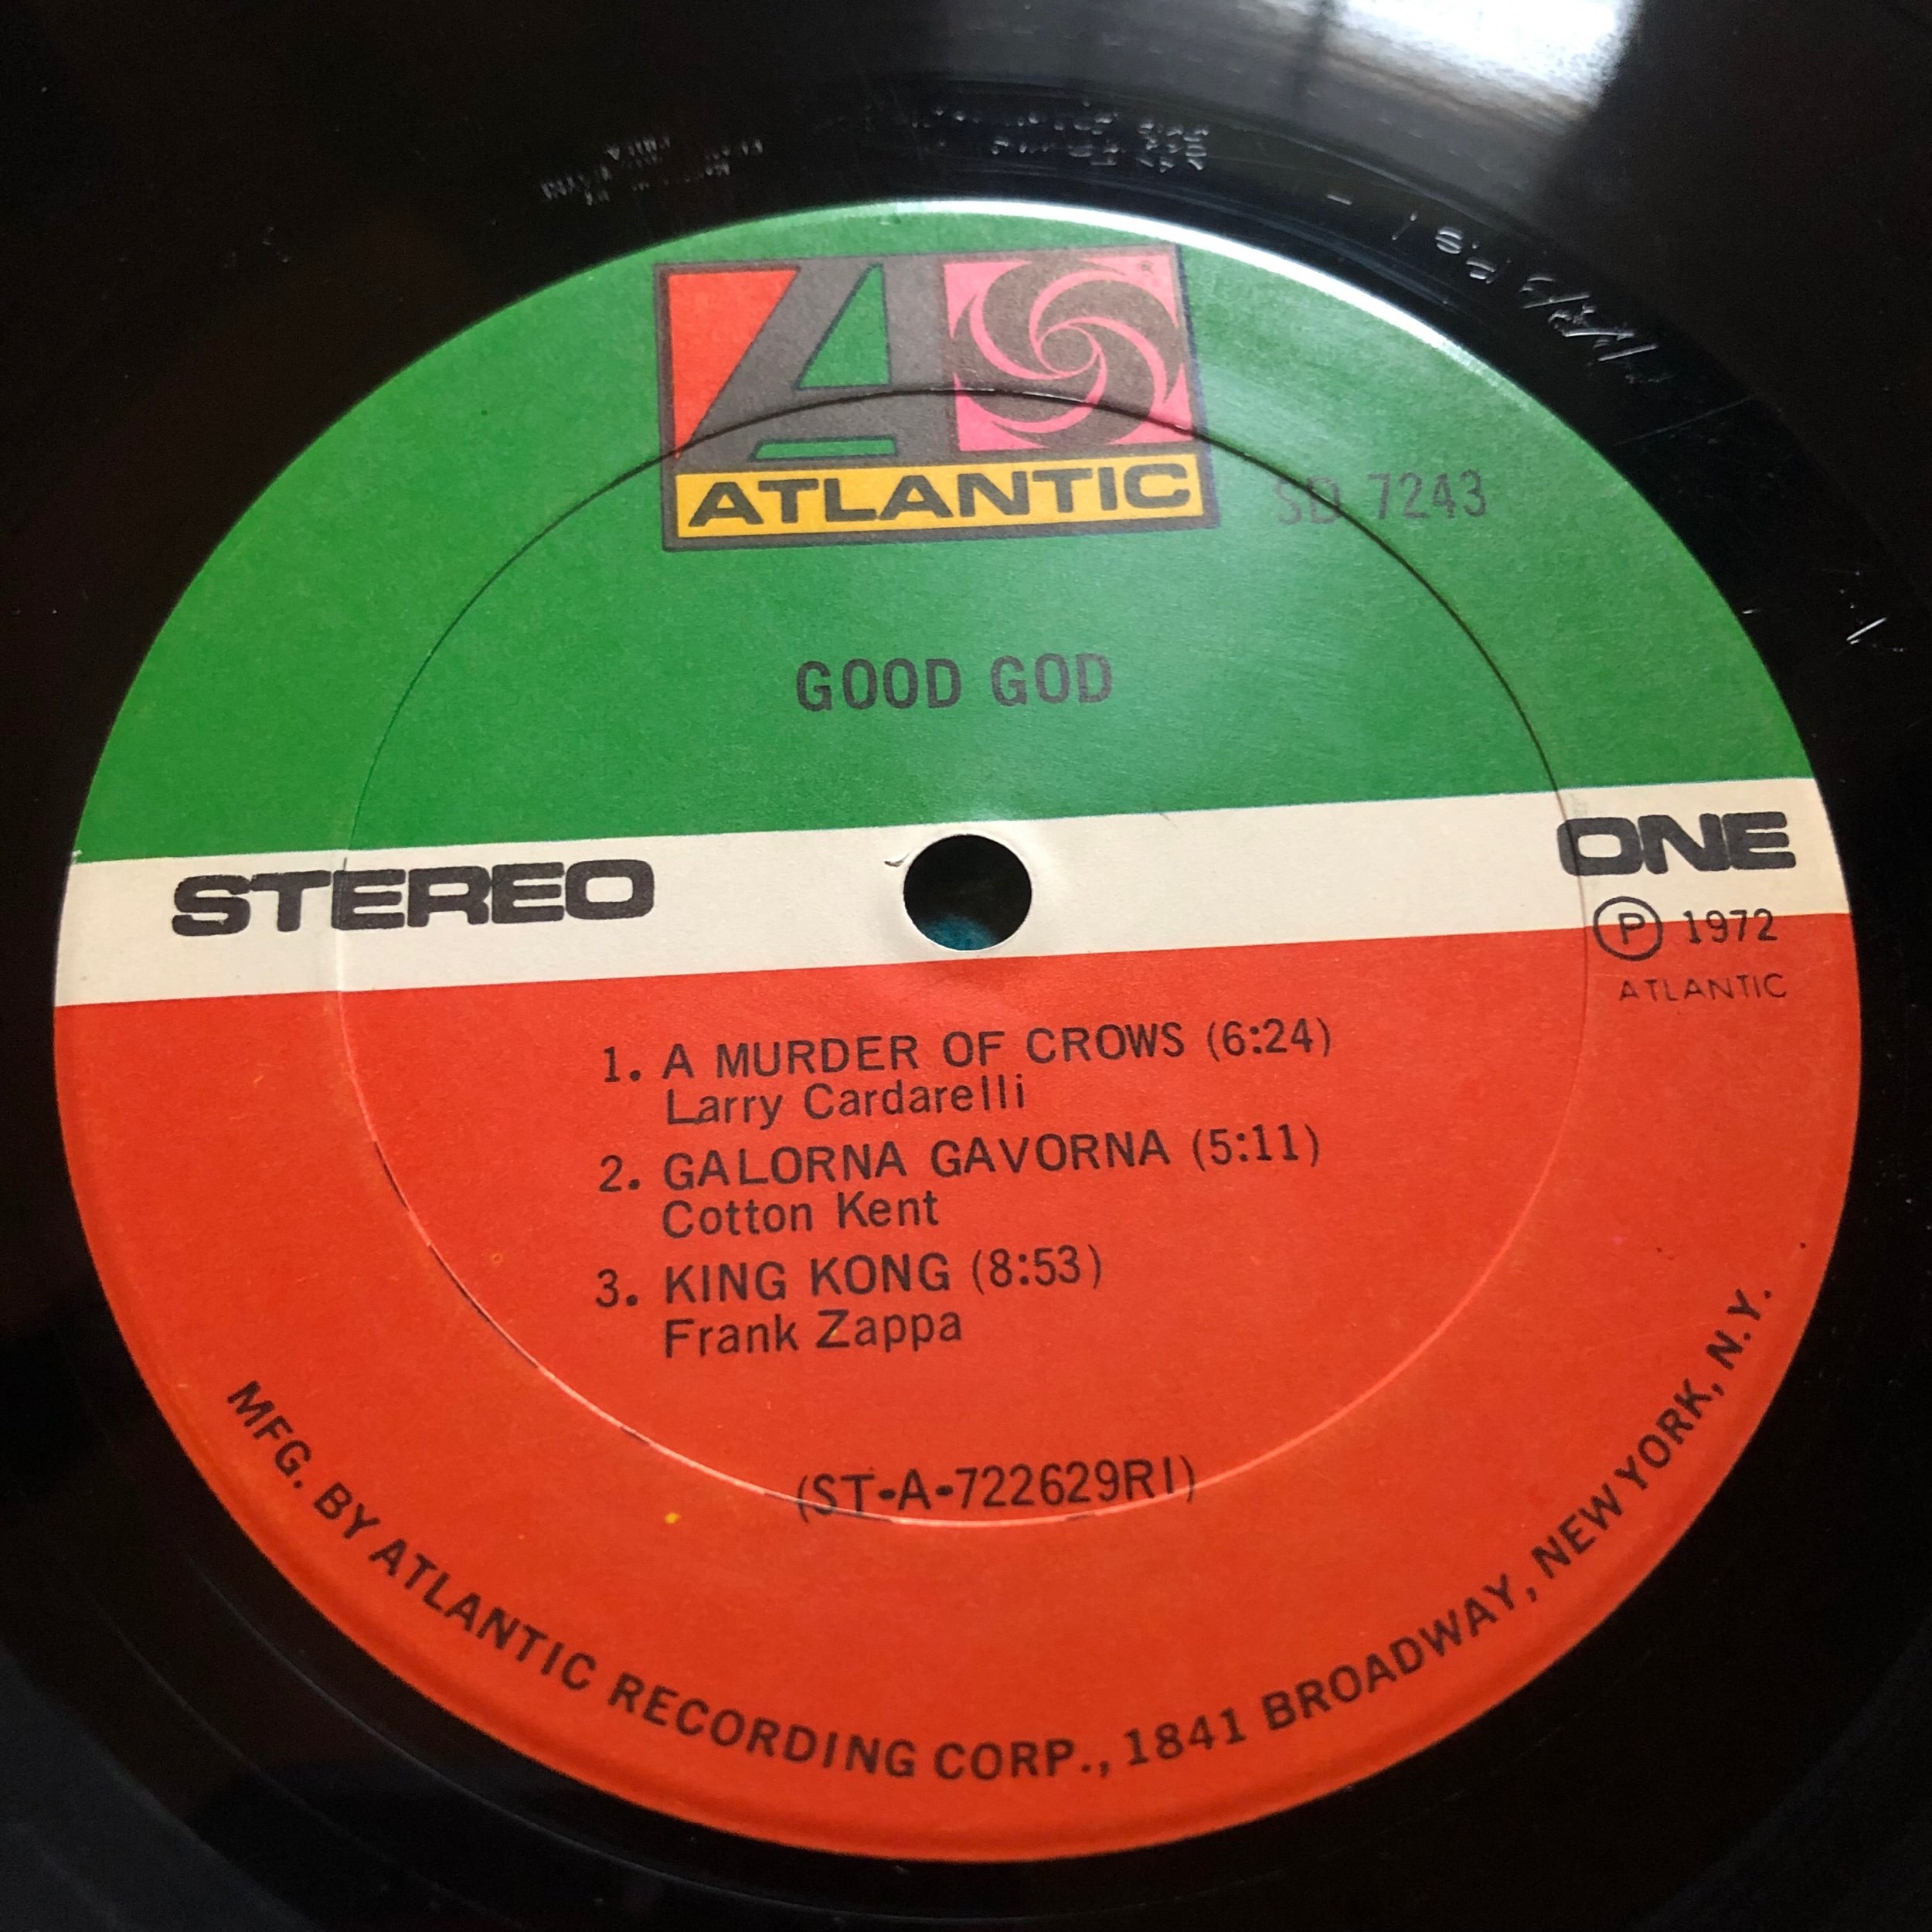 ATLANTIC
SD 7243
GOOD GOD
STEREO
ONE
Ⓟ 1972
ATLANTIC
1. A MURDER OF CROWS (6:24)
Larry Cardarelli
2. GALORNA GAVORNA (5:11)
Cotton Kent
3. KING KONG (8:53)
Frank Zappa
(ST•A•722629RI)
MFG. BY ATLANTIC RECORDING CORP., 1841 BROADWAY, NEW YORK, N.Y.